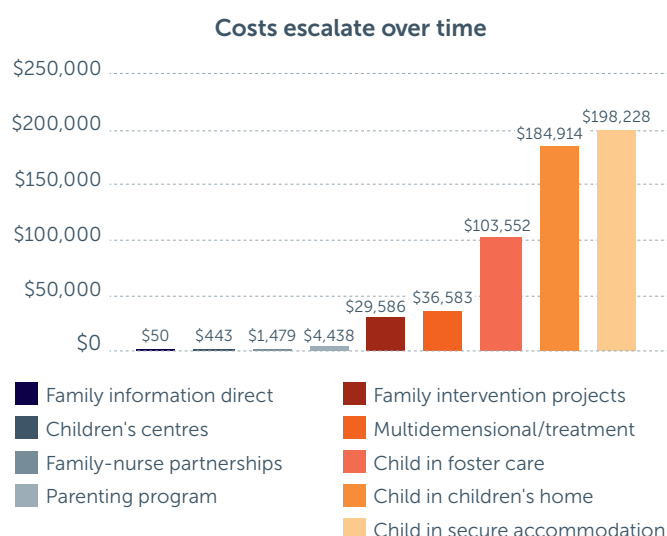 Costs escalate over time
$250,000
$200,000
$150,000
$100,000
$50,000
$0
$50
$443
$1,479
$4,438
$29,586
$36,583
$103,552
$184,914
$198,228
Family information direct
Children's centres
Family-nurse partnerships
Parenting program
Family intervention projects
Multidemensional/treatment
Child in foster care
Child in children's home
Child in secure accommodation